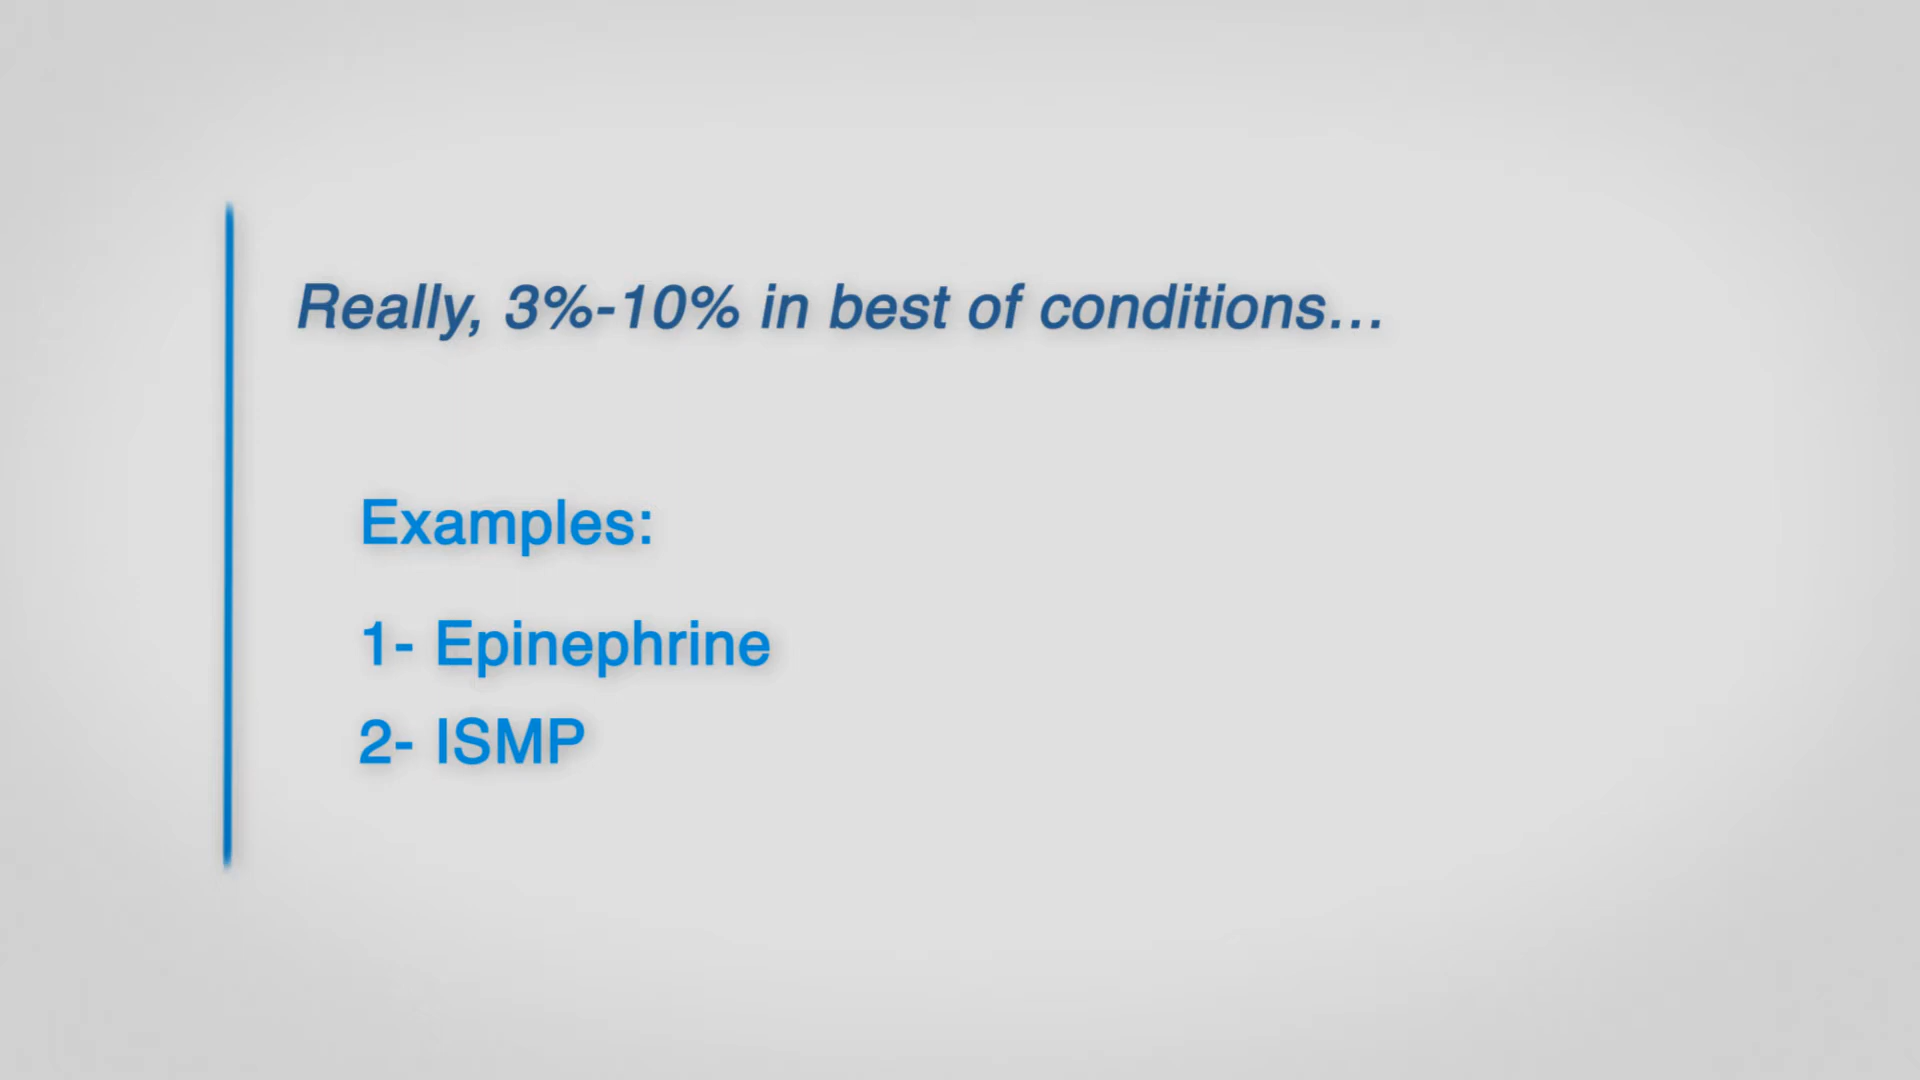 Really, 3%-10% in best of conditions...
Examples:
1- Epinephrine
2- ISMP